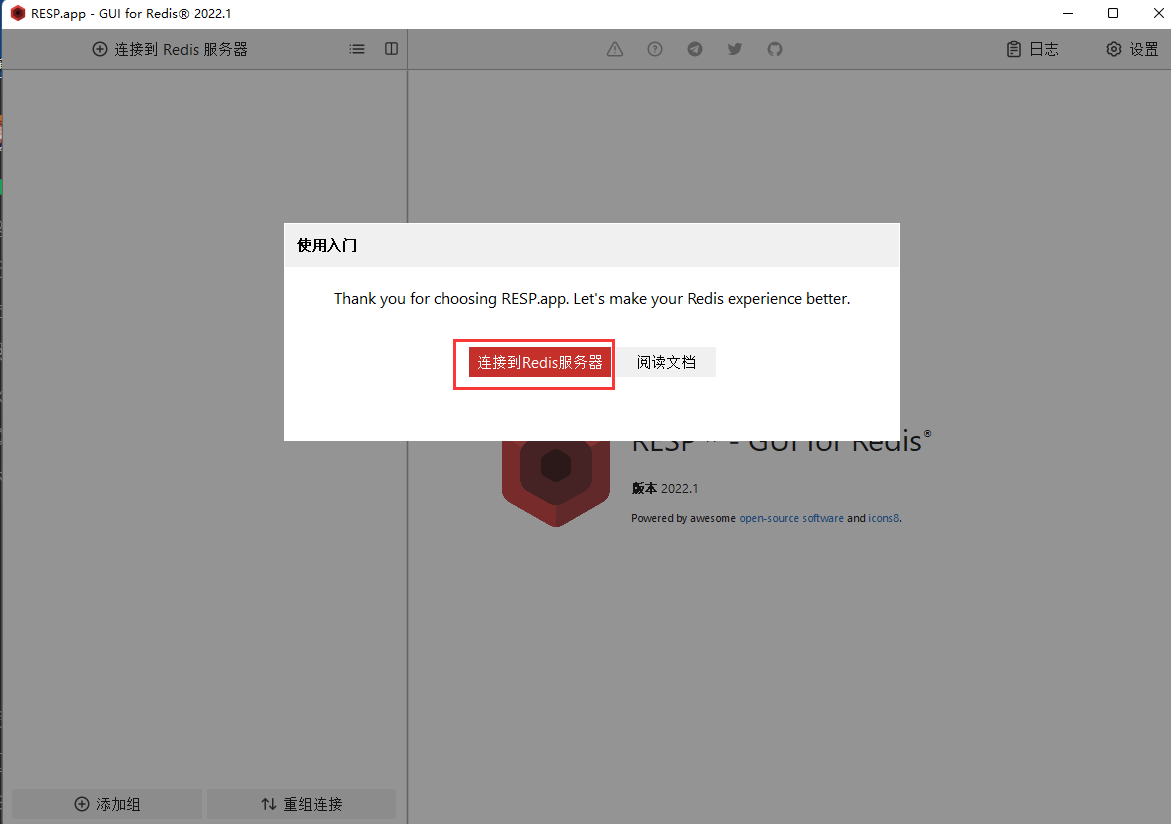 RESP.app - GUI for Redis® 2022.1
连接到 Redis 服务器
日志
设置
使用入门
Thank you for choosing RESP.app. Let's make your Redis experience better.
连接到Redis服务器
阅读文档
RESP - GUI for Redis®
版本 2022.1
Powered by awesome open-source software and icons8.
添加组
重组连接